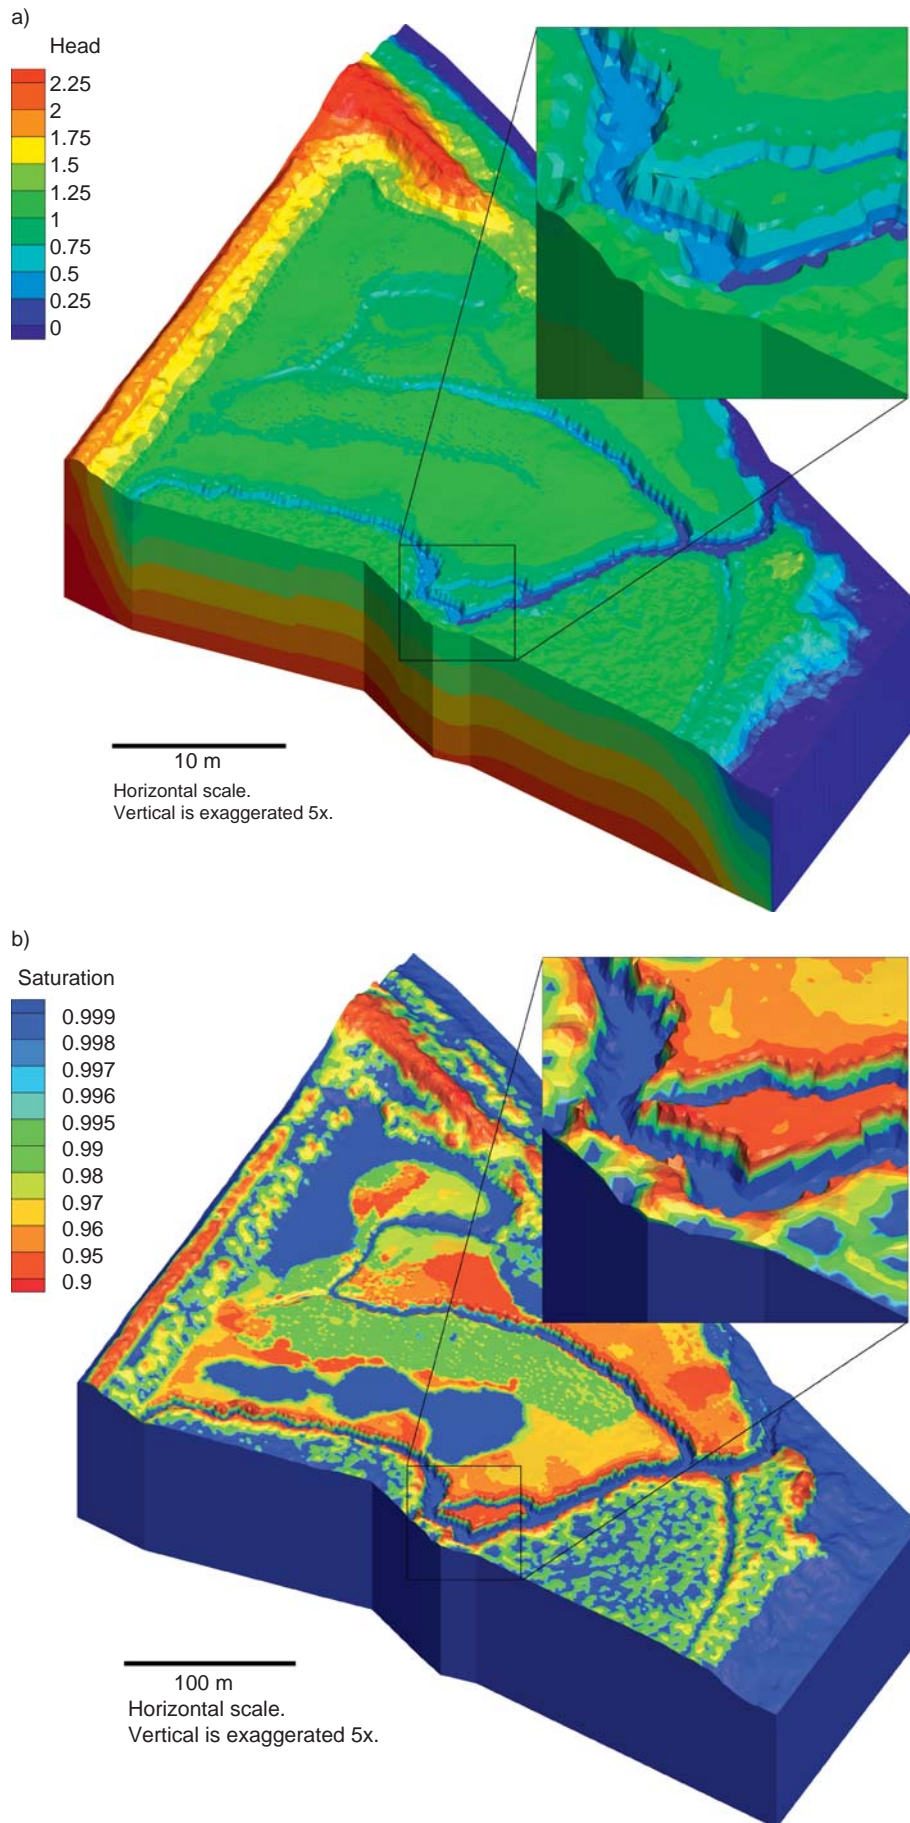 a)
Head
2.25
2
1.75
1.5
1.25
1
0.75
0.5
0.25
0
10 m
Horizontal scale.
Vertical is exaggerated 5x.
b)
Saturation
0.999
0.998
0.997
0.996
0.995
0.99
0.98
0.97
0.96
0.95
0.9
100 m
Horizontal scale.
Vertical is exaggerated 5x.